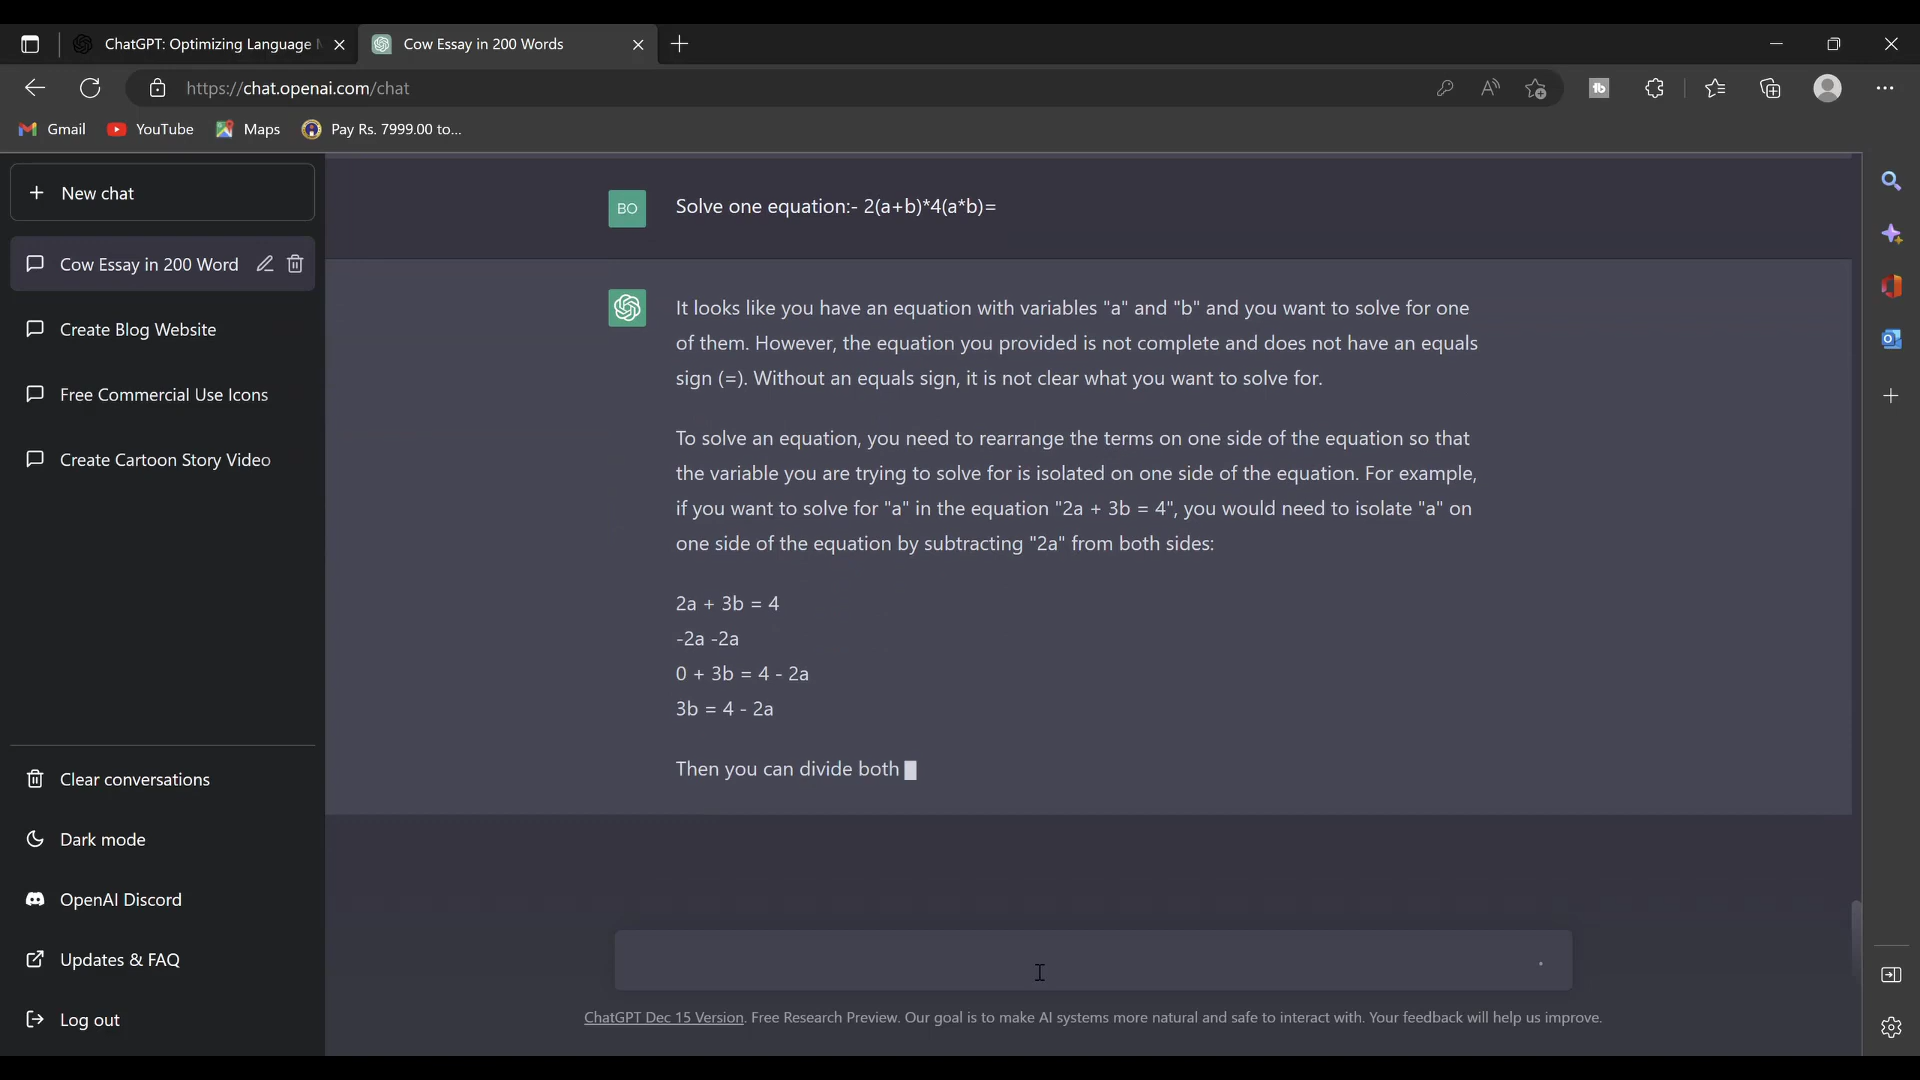 ChatGPT: Optimizing Language
Cow Essay in 200 Words
https://chat.openai.com/chat
Gmail
YouTube
Maps
Pay Rs. 7999.00 to...
New chat
Cow Essay in 200 Word
Create Blog Website
Free Commercial Use Icons
Create Cartoon Story Video
Clear conversations
Dark mode
OpenAI Discord
Updates & FAQ
Log out
BO
Solve one equation:- 2(a+b)*4(a*b)=
It looks like you have an equation with variables "a" and "b" and you want to solve for one
of them. However, the equation you provided is not complete and does not have an equals
sign (=). Without an equals sign, it is not clear what you want to solve for.
To solve an equation, you need to rearrange the terms on one side of the equation so that
the variable you are trying to solve for is isolated on one side of the equation. For example,
if you want to solve for "a" in the equation "2a + 3b = 4", you would need to isolate "a" on
one side of the equation by subtracting "2a" from both sides:
2a + 3b = 4
-2a -2a
0 + 3b = 4 - 2a
3b = 4 - 2a
Then you can divide both
ChatGPT Dec 15 Version. Free Research Preview. Our goal is to make AI systems more natural and safe to interact with. Your feedback will help us improve.